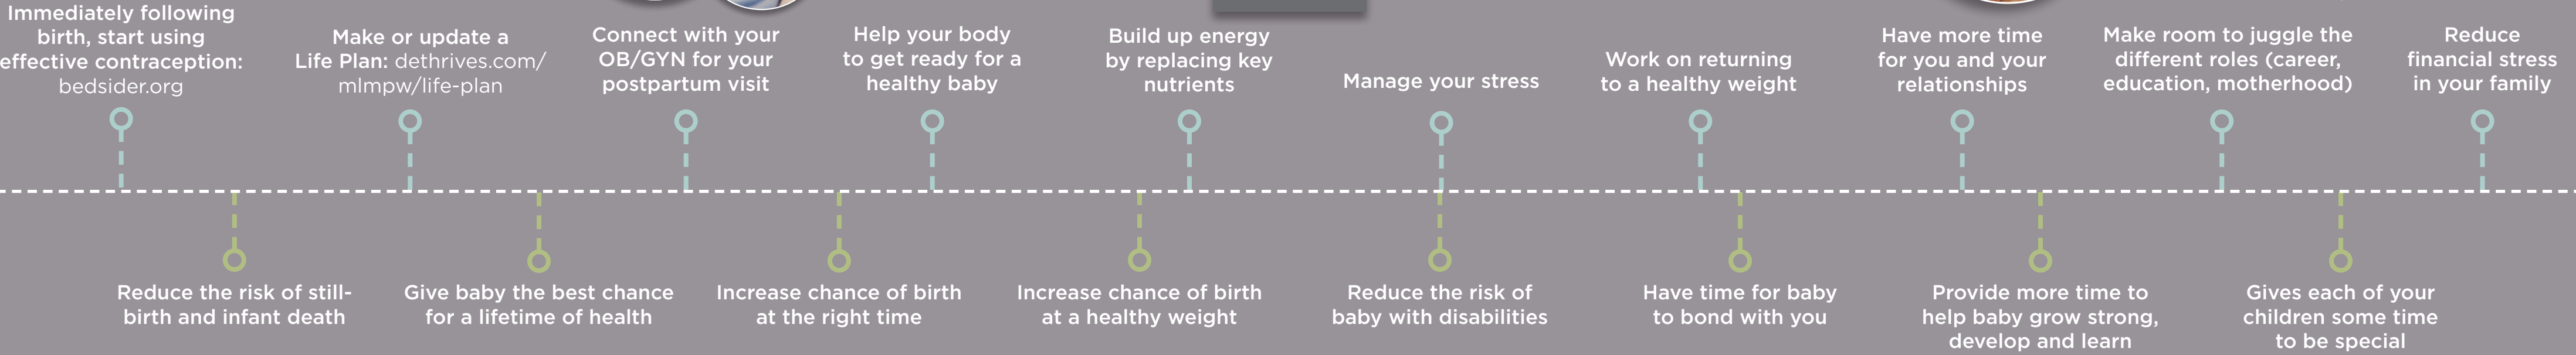 Immediately following
birth, start using
effective contraception:
bedsider.org
Make or update a
Life Plan: dethrives.com/
mlmpw/life-plan
Connect with your
OB/GYN for your
postpartum visit
Help your body
to get ready for a
healthy baby
Build up energy
by replacing key
nutrients
Manage your stress
Work on returning
to a healthy weight
Have more time
for you and your
relationships
Make room to juggle the
different roles (career,
education, motherhood)
Reduce
financial stress
in your family
Reduce the risk of still-
birth and infant death
Give baby the best chance
for a lifetime of health
Increase chance of birth
at the right time
Increase chance of birth
at a healthy weight
Reduce the risk of
baby with disabilities
Have time for baby
to bond with you
Provide more time to
help baby grow strong,
develop and learn
Gives each of your
children some time
to be special